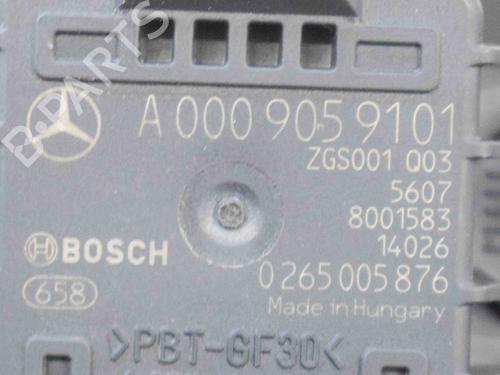 B-PARTS
A 000 905 91 01
ZGS001 Q03
5607
8001583
14026
BOSCH
0 265 005 876
658
Made in Hungary
>PBT-GF30<